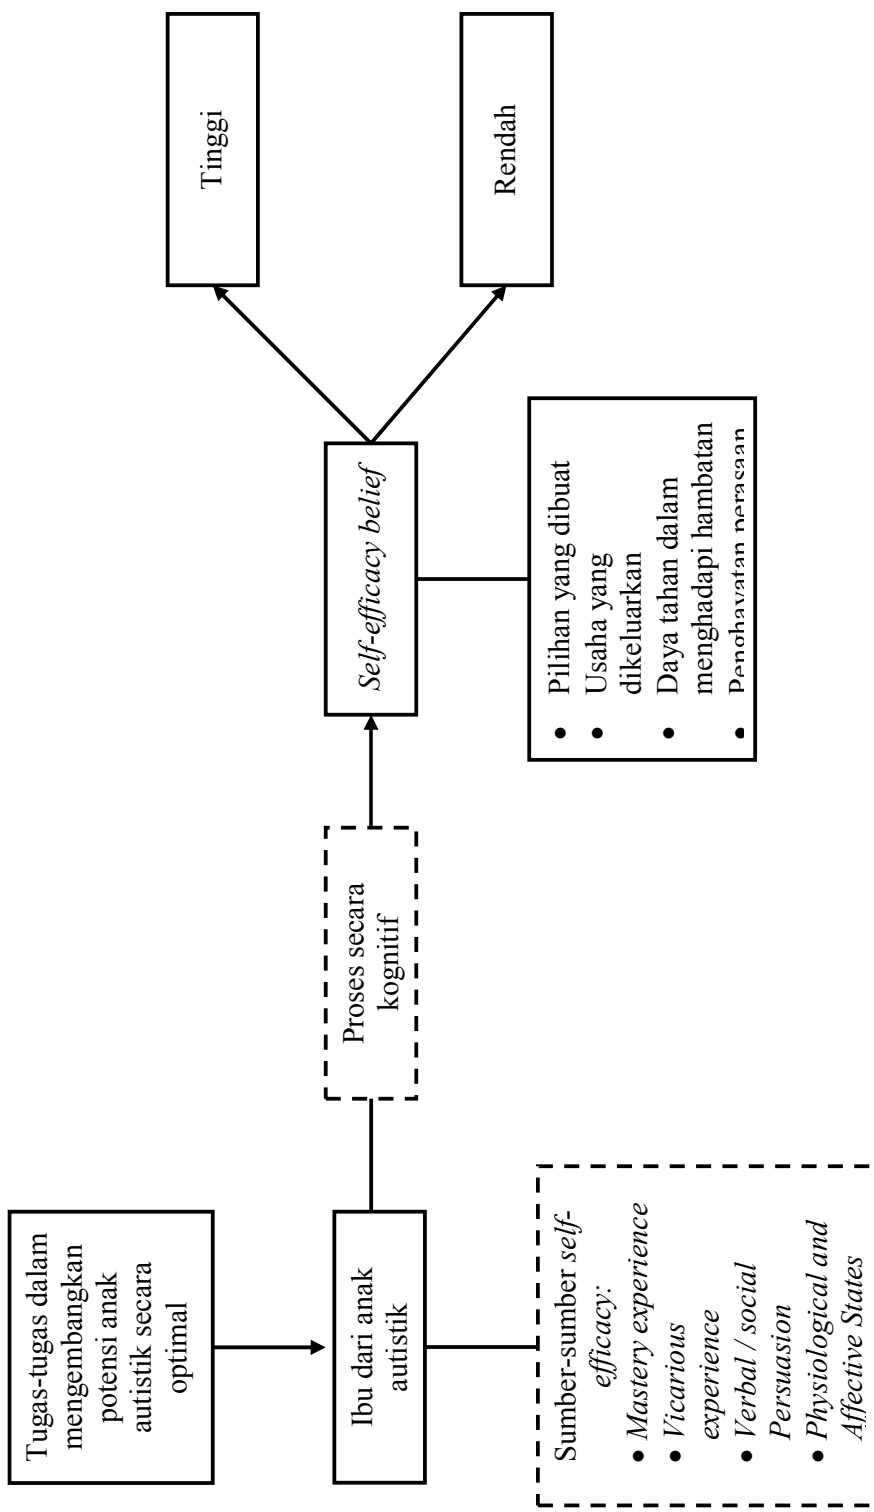 Tugas-tugas dalam
mengembangkan
potensi anak
autistik secara
optimal
Ibu dari anak
autistik
Sumber-sumber self-
efficacy:
• Mastery experience
• Vicarious
experience
• Verbal / social
Persuasion
• Physiological and
Affective States
Proses secara
kognitif
Self-efficacy belief
• Pilihan yang dibuat
• Usaha yang
dikeluarkan
• Daya tahan dalam
menghadapi hambatan
• Penghayatan perasaan
Tinggi
Rendah